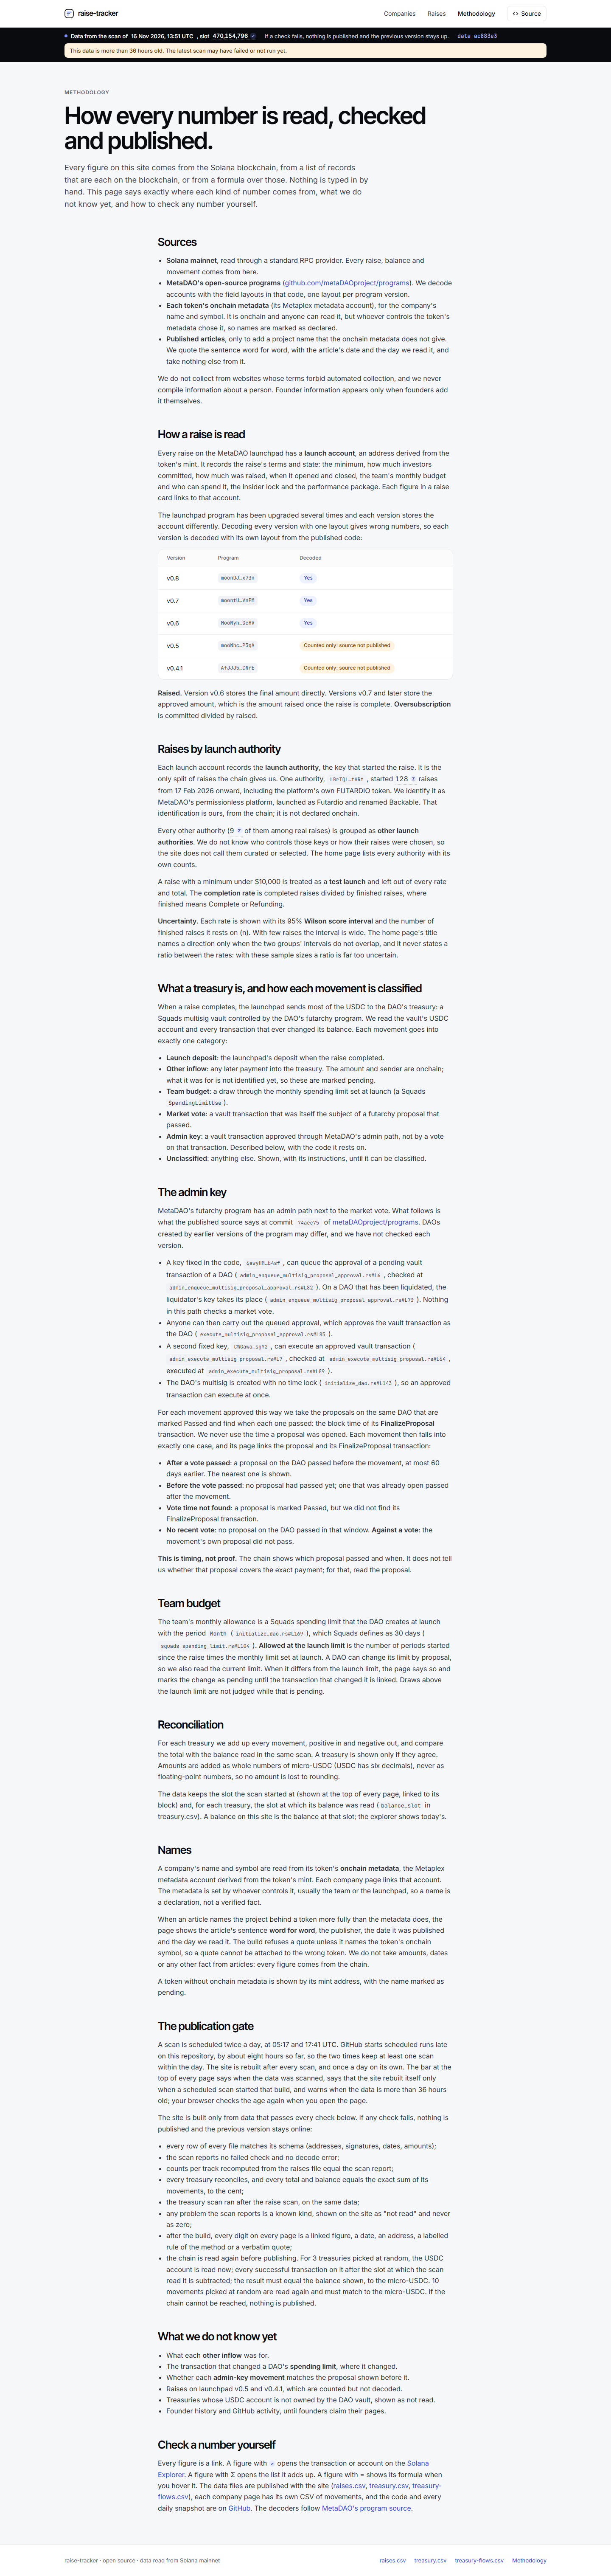 raise-tracker
Companies Raises Methodology Source
Data from the scan of 16 Nov 2026, 13:51 UTC , slot 470,154,796 If a check fails, nothing is published and the previous version stays up. data ac883e3
This data is more than 36 hours old. The latest scan may have failed or not run yet.
METHODOLOGY
How every number is read, checked
and published.
Every figure on this site comes from the Solana blockchain, from a list of records
that are each on the blockchain, or from a formula over those. Nothing is typed in by
hand. This page says exactly where each kind of number comes from, what we do
not know yet, and how to check any number yourself.
Sources
• Solana mainnet, read through a standard RPC provider. Every raise, balance and
movement comes from here.
• MetaDAO's open-source programs (github.com/metaDAOproject/programs). We decode
accounts with the field layouts in that code, one layout per program version.
• Each token's onchain metadata (its Metaplex metadata account), for the company's
name and symbol. It is onchain and anyone can read it, but whoever controls the token's
metadata chose it, so names are marked as declared.
• Published articles, only to add a project name that the onchain metadata does not give.
We quote the sentence word for word, with the article's date and the day we read it, and
take nothing else from it.
We do not collect from websites whose terms forbid automated collection, and we never
compile information about a person. Founder information appears only when founders add
it themselves.
How a raise is read
Every raise on the MetaDAO launchpad has a launch account, an address derived from the
token's mint. It records the raise's terms and state: the minimum, how much investors
committed, how much was raised, when it opened and closed, the team's monthly budget
and who can spend it, the insider lock and the performance package. Each figure in a raise
card links to that account.
The launchpad program has been upgraded several times and each version stores the
account differently. Decoding every version with one layout gives wrong numbers, so each
version is decoded with its own layout from the published code:
Version Program Decoded
v0.8 Yes
v0.7 Yes
v0.6 Yes
v0.5 Counted only: source not published
v0.4.1 Counted only: source not published
Raised. Version v0.6 stores the final amount directly. Versions v0.7 and later store the
approved amount, which is the amount raised once the raise is complete. Oversubscription
is committed divided by raised.
Raises by launch authority
Each launch account records the launch authority, the key that started the raise. It is the
only split of raises the chain gives us. One authority, , started 128 Σ raises
from 17 Feb 2026 onward, including the platform's own FUTARDIO token. We identify it as
MetaDAO's permissionless platform, launched as Futardio and renamed Backable. That
identification is ours, from the chain; it is not declared onchain.
Every other authority (9 Σ of them among real raises) is grouped as other launch
authorities. We do not know who controls those keys or how their raises were chosen, so
the site does not call them curated or selected. The home page lists every authority with its
own counts.
A raise with a minimum under $10,000 is treated as a test launch and left out of every rate
and total. The completion rate is completed raises divided by finished raises, where
finished means Complete or Refunding.
Uncertainty. Each rate is shown with its 95% Wilson score interval and the number of
finished raises it rests on (n). With few raises the interval is wide. The home page's title
names a direction only when the two groups' intervals do not overlap, and it never states a
ratio between the rates: with these sample sizes a ratio is far too uncertain.
What a treasury is, and how each movement is classified
When a raise completes, the launchpad sends most of the USDC to the DAO's treasury: a
Squads multisig vault controlled by the DAO's futarchy program. We read the vault's USDC
account and every transaction that ever changed its balance. Each movement goes into
exactly one category:
• Launch deposit: the launchpad's deposit when the raise completed.
• Other inflow: any later payment into the treasury. The amount and sender are onchain;
what it was for is not identified yet, so these are marked pending.
• Team budget: a draw through the monthly spending limit set at launch (a Squads
SpendingLimitUse ).
• Market vote: a vault transaction that was itself the subject of a futarchy proposal that
passed.
• Admin key: a vault transaction approved through MetaDAO's admin path, not by a vote
on that transaction. Described below, with the code it rests on.
• Unclassified: anything else. Shown, with its instructions, until it can be classified.
The admin key
MetaDAO's futarchy program has an admin path next to the market vote. What follows is
what the published source says at commit 74aec75 of metaDAOproject/programs. DAOs
created by earlier versions of the program may differ, and we have not checked each
version.
• A key fixed in the code, , can queue the approval of a pending vault
transaction of a DAO ( admin_enqueue_multisig_proposal_approval.rs#L6 , checked at
admin_enqueue_multisig_proposal_approval.rs#L82 ). On a DAO that has been liquidated, the
liquidator's key takes its place ( admin_enqueue_multisig_proposal_approval.rs#L73 ). Nothing
in this path checks a market vote.
• Anyone can then carry out the queued approval, which approves the vault transaction as
the DAO ( execute_multisig_proposal_approval.rs#L85 ).
• A second fixed key, , can execute an approved vault transaction (
admin_execute_multisig_proposal.rs#L7 , checked at admin_execute_multisig_proposal.rs#L64 ,
executed at admin_execute_multisig_proposal.rs#L89 ).
• The DAO's multisig is created with no time lock ( initialize_dao.rs#L143 ), so an approved
transaction can execute at once.
For each movement approved this way we take the proposals on the same DAO that are
marked Passed and find when each one passed: the block time of its FinalizeProposal
transaction. We never use the time a proposal was opened. Each movement then falls into
exactly one case, and its page links the proposal and its FinalizeProposal transaction:
• After a vote passed: a proposal on the DAO passed before the movement, at most 60
days earlier. The nearest one is shown.
• Before the vote passed: no proposal had passed yet; one that was already open passed
after the movement.
• Vote time not found: a proposal is marked Passed, but we did not find its
FinalizeProposal transaction.
• No recent vote: no proposal on the DAO passed in that window. Against a vote: the
movement's own proposal did not pass.
This is timing, not proof. The chain shows which proposal passed and when. It does not tell
us whether that proposal covers the exact payment; for that, read the proposal.
Team budget
The team's monthly allowance is a Squads spending limit that the DAO creates at launch
with the period Month ( initialize_dao.rs#L169 ), which Squads defines as 30 days (
squads spending_limit.rs#L104 ). Allowed at the launch limit is the number of periods started
since the raise times the monthly limit set at launch. A DAO can change its limit by proposal,
so we also read the current limit. When it differs from the launch limit, the page says so and
marks the change as pending until the transaction that changed it is linked. Draws above
the launch limit are not judged while that is pending.
Reconciliation
For each treasury we add up every movement, positive in and negative out, and compare
the total with the balance read in the same scan. A treasury is shown only if they agree.
Amounts are added as whole numbers of micro-USDC (USDC has six decimals), never as
floating-point numbers, so no amount is lost to rounding.
The data keeps the slot the scan started at (shown at the top of every page, linked to its
block) and, for each treasury, the slot at which its balance was read ( balance_slot in
treasury.csv). A balance on this site is the balance at that slot; the explorer shows today's.
Names
A company's name and symbol are read from its token's onchain metadata, the Metaplex
metadata account derived from the token's mint. Each company page links that account.
The metadata is set by whoever controls it, usually the team or the launchpad, so a name is
a declaration, not a verified fact.
When an article names the project behind a token more fully than the metadata does, the
page shows the article's sentence word for word, the publisher, the date it was published
and the day we read it. The build refuses a quote unless it names the token's onchain
symbol, so a quote cannot be attached to the wrong token. We do not take amounts, dates
or any other fact from articles: every figure comes from the chain.
A token without onchain metadata is shown by its mint address, with the name marked as
pending.
The publication gate
A scan is scheduled twice a day, at 05:17 and 17:41 UTC. GitHub starts scheduled runs late
on this repository, by about eight hours so far, so the two times keep at least one scan
within the day. The site is rebuilt after every scan, and once a day on its own. The bar at the
top of every page says when the data was scanned, says that the site rebuilt itself only
when a scheduled scan started that build, and warns when the data is more than 36 hours
old; your browser checks the age again when you open the page.
The site is built only from data that passes every check below. If any check fails, nothing is
published and the previous version stays online:
• every row of every file matches its schema (addresses, signatures, dates, amounts);
• the scan reports no failed check and no decode error;
• counts per track recomputed from the raises file equal the scan report;
• every treasury reconciles, and every total and balance equals the exact sum of its
movements, to the cent;
• the treasury scan ran after the raise scan, on the same data;
• any problem the scan reports is a known kind, shown on the site as "not read" and never
as zero;
• after the build, every digit on every page is a linked figure, a date, an address, a labelled
rule of the method or a verbatim quote;
• the chain is read again before publishing. For 3 treasuries picked at random, the USDC
account is read now; every successful transaction on it after the slot at which the scan
read it is subtracted; the result must equal the balance shown, to the micro-USDC. 10
movements picked at random are read again and must match to the micro-USDC. If the
chain cannot be reached, nothing is published.
What we do not know yet
• What each other inflow was for.
• The transaction that changed a DAO's spending limit, where it changed.
• Whether each admin-key movement matches the proposal shown before it.
• Raises on launchpad v0.5 and v0.4.1, which are counted but not decoded.
• Treasuries whose USDC account is not owned by the DAO vault, shown as not read.
• Founder history and GitHub activity, until founders claim their pages.
Check a number yourself
Every figure is a link. A figure with opens the transaction or account on the Solana
Explorer. A figure with Σ opens the list it adds up. A figure with = shows its formula when
you hover it. The data files are published with the site (raises.csv, treasury.csv, treasury-
flows.csv), each company page has its own CSV of movements, and the code and every
daily snapshot are on GitHub. The decoders follow MetaDAO's program source.
raise-tracker · open source · data read from Solana mainnet
raises.csv treasury.csv treasury-flows.csv Methodology